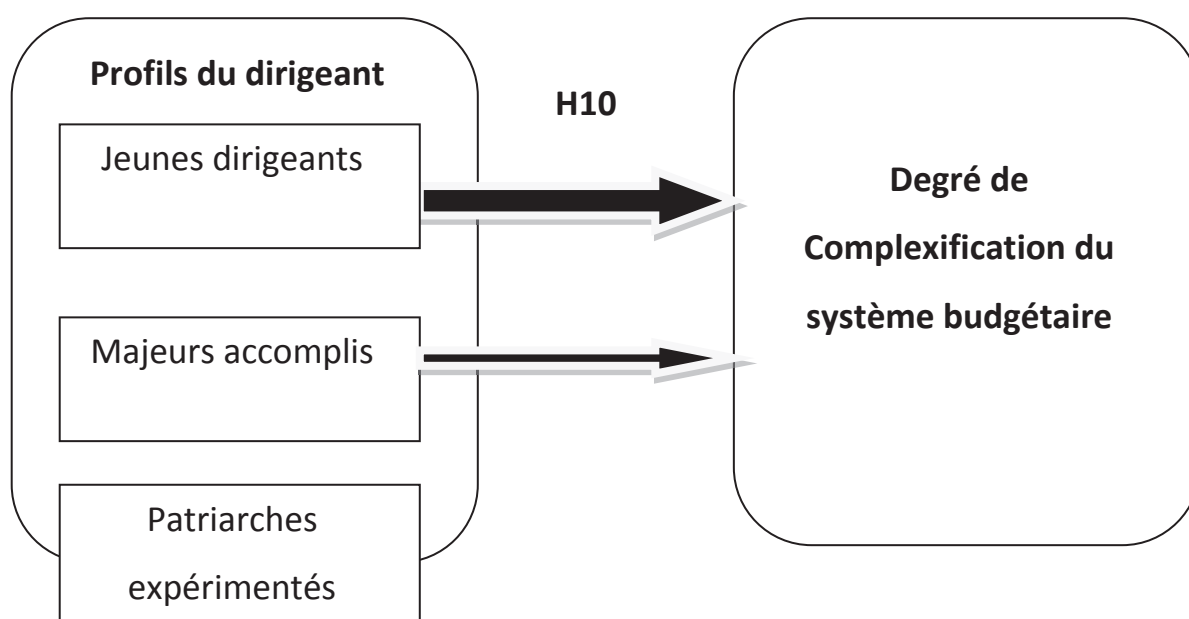 Profils du dirigeant
Jeunes dirigeants
Majeurs accomplis
Patriarches
expérimentés
H10
Degré de
Complexification du
système budgétaire